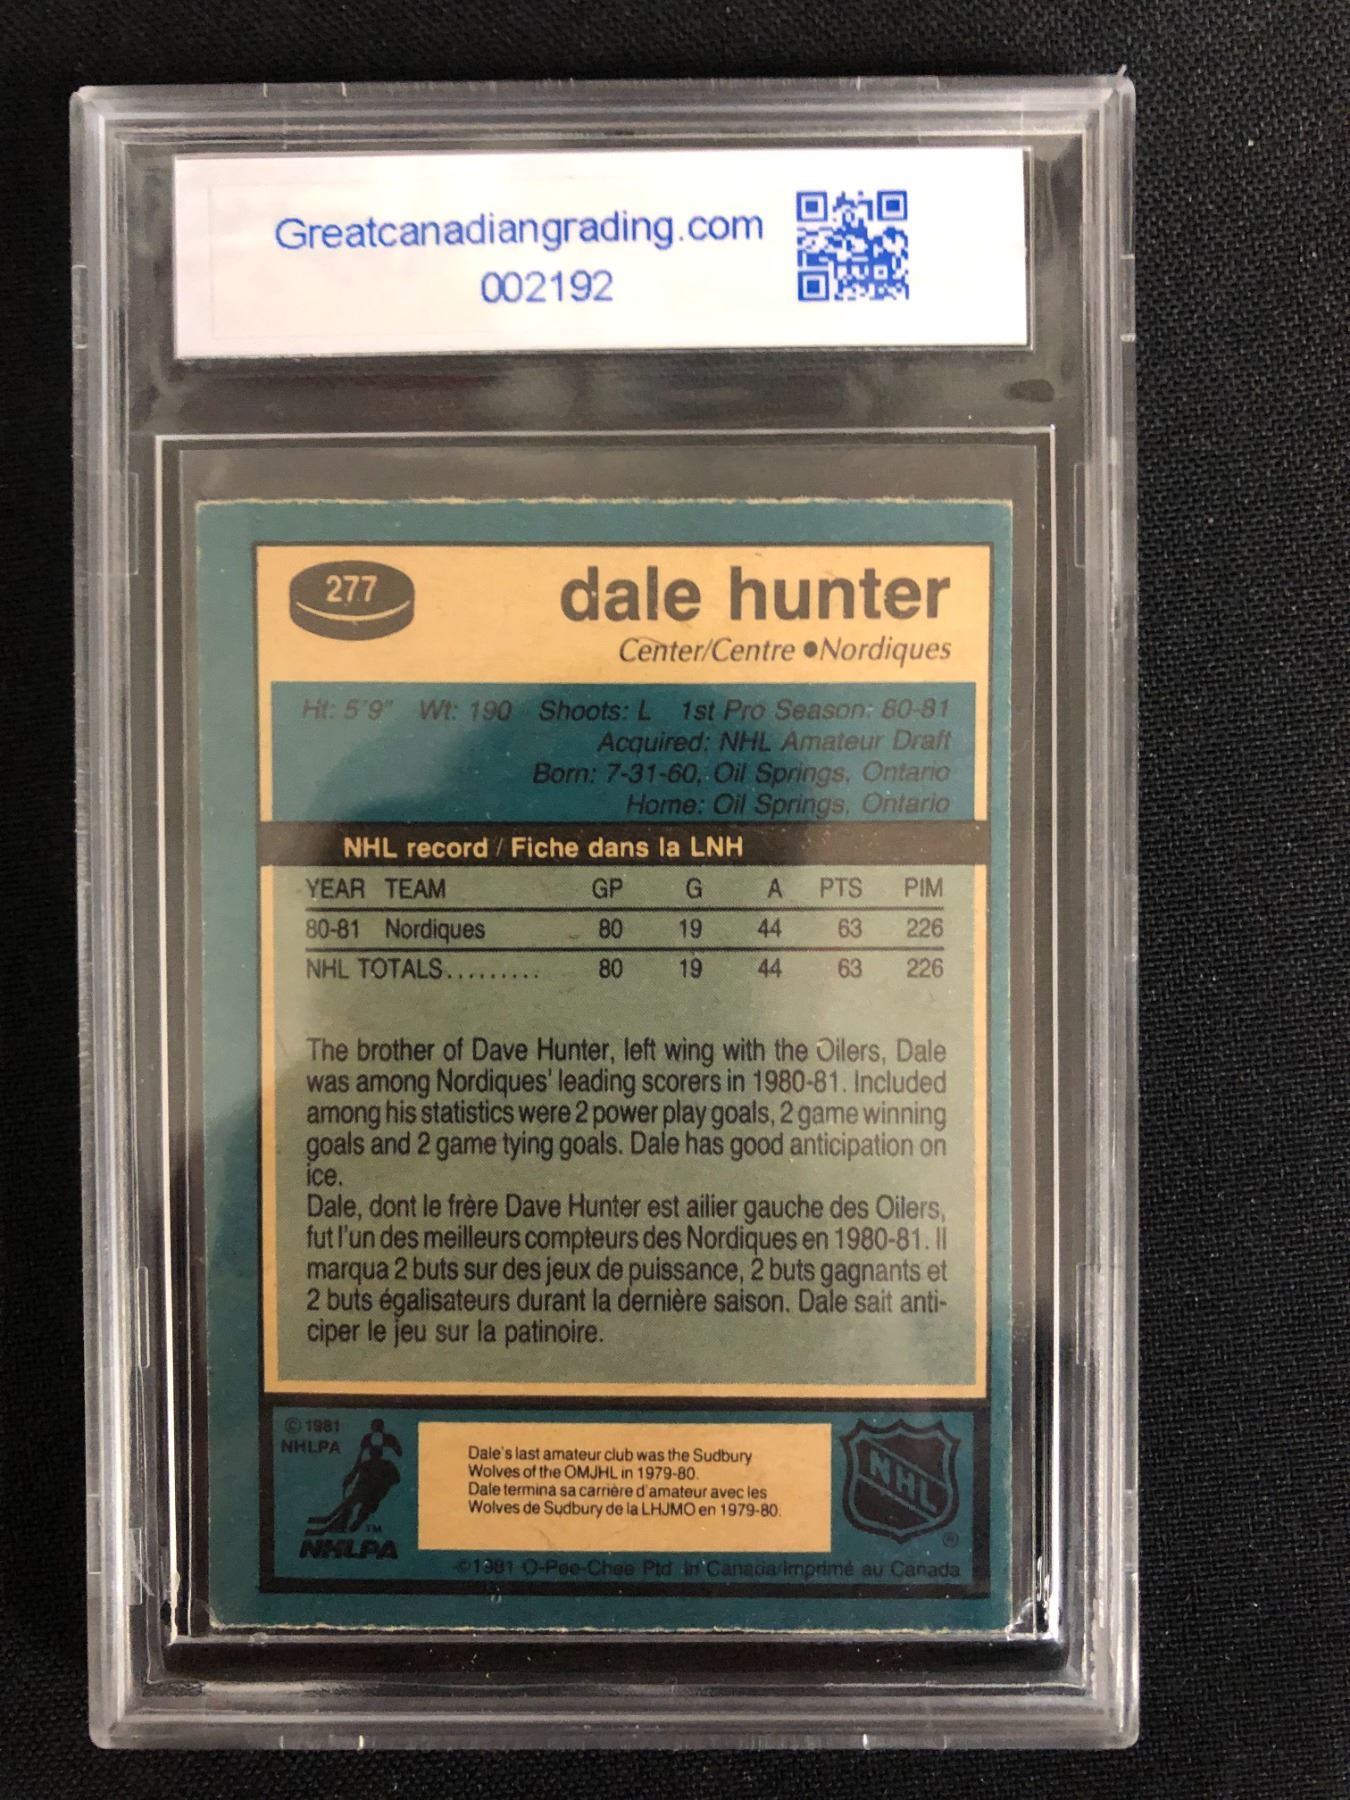 Greatcanadiangrading.com
002192
277
dale hunter
Center/Centre ●Nordiques
Ht: 5'9" Wt: 190 Shoots: L 1st Pro Season: 80-81
Acquired: NHL Amateur Draft
Born: 7-31-60, Oil Springs, Ontario
Home: Oil Springs, Ontario
NHL record / Fiche dans la LNH
YEAR TEAM GP G A PTS PIM
80-81 Nordiques 80 19 44 63 226
NHL TOTALS......... 80 19 44 63 226
The brother of Dave Hunter, left wing with the Oilers, Dale
was among Nordiques' leading scorers in 1980-81. Included
among his statistics were 2 power play goals, 2 game winning
goals and 2 game tying goals. Dale has good anticipation on
ice.
Dale, dont le frère Dave Hunter est ailier gauche des Oilers,
fut l'un des meilleurs compteurs des Nordiques en 1980-81. Il
marqua 2 buts sur des jeux de puissance, 2 buts gagnants et
2 buts égalisateurs durant la dernière saison. Dale sait anti-
ciper le jeu sur la patinoire.
© 1981
NHLPA
TM
NHLPA
Dale's last amateur club was the Sudbury
Wolves of the OMJHL in 1979-80.
Dale termina sa carrière d'amateur avec les
Wolves de Sudbury de la LHJMO en 1979-80.
NHL
®
©1981 O-Pee-Chee Ptd. in Canada/Imprimé au Canada